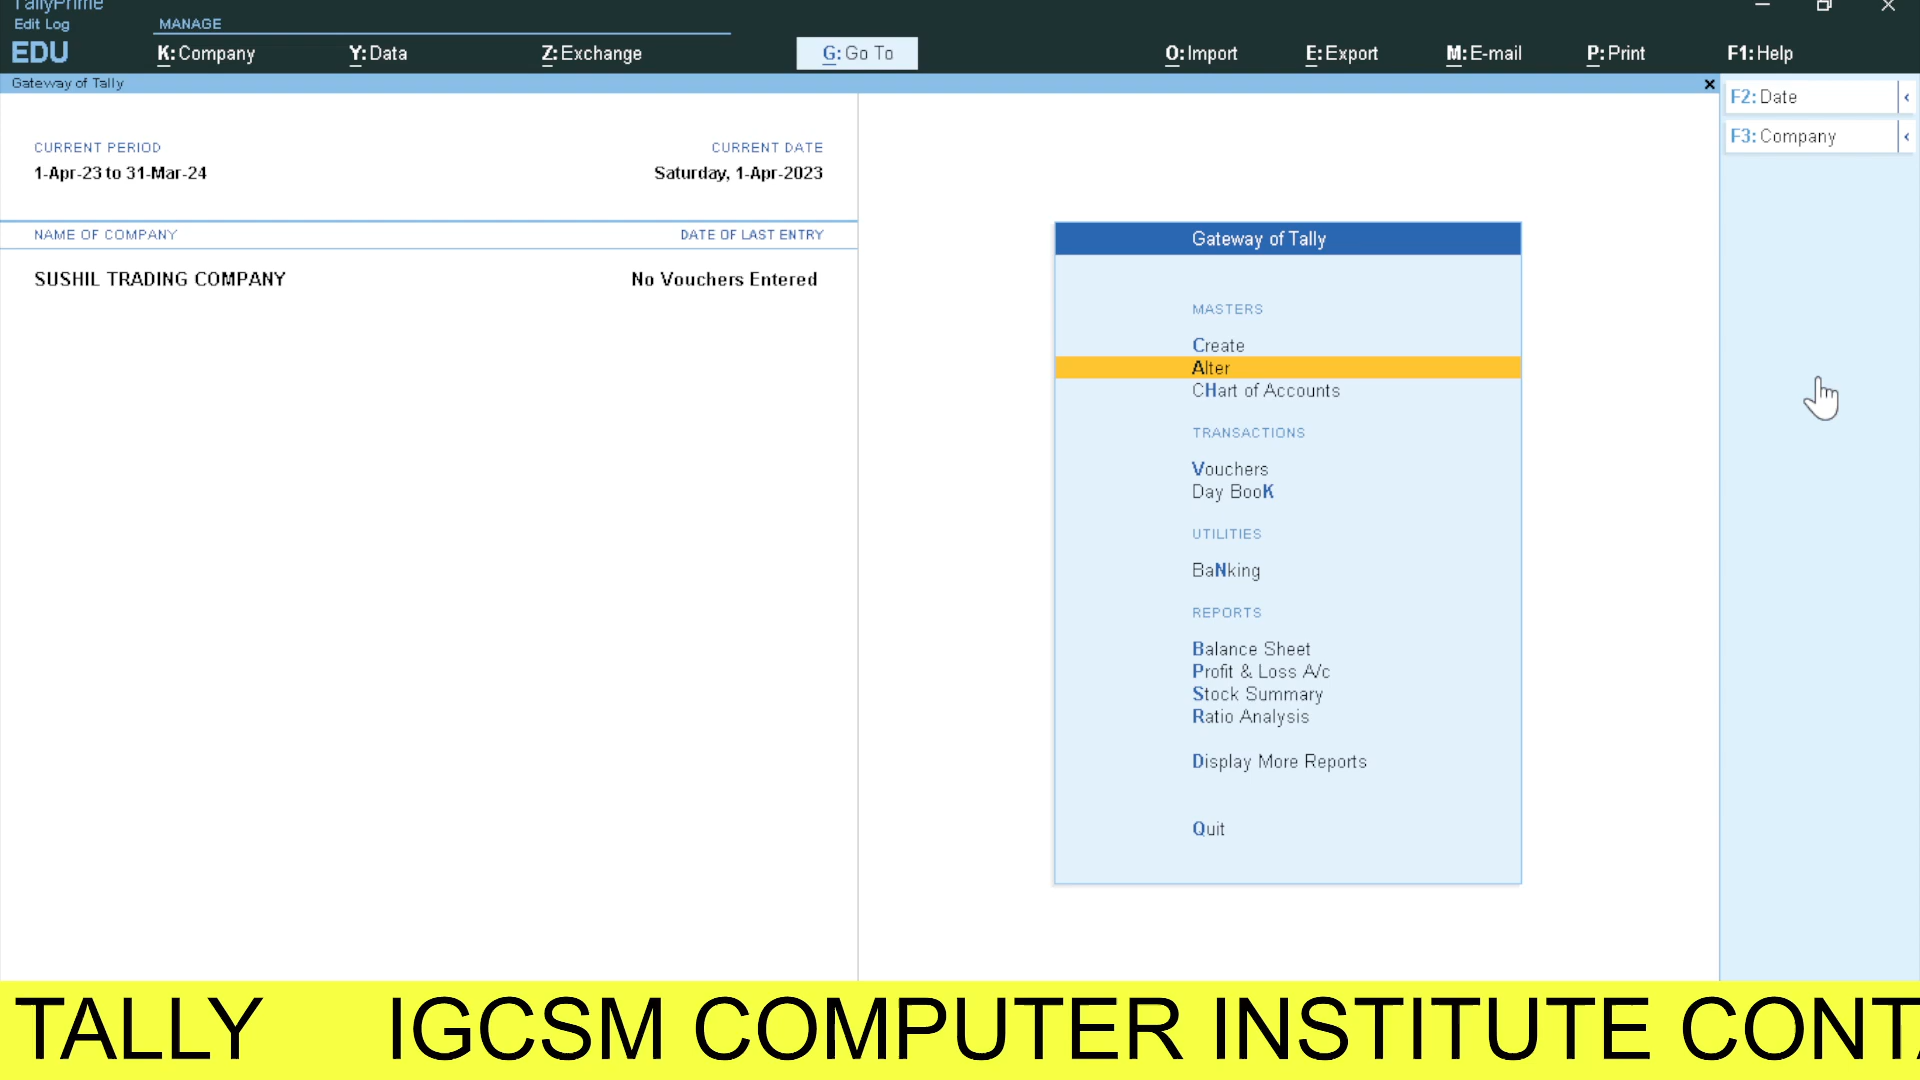 TallyPrime
Edit Log
MANAGE
EDU
K: Company
Y: Data
Z: Exchange
G: Go To
O: Import
E: Export
M: E-mail
P: Print
F1: Help
Gateway of Tally
F2: Date
F3: Company
CURRENT PERIOD
CURRENT DATE
1-Apr-23 to 31-Mar-24
Saturday, 1-Apr-2023
NAME OF COMPANY
DATE OF LAST ENTRY
SUSHIL TRADING COMPANY
No Vouchers Entered
Gateway of Tally
MASTERS
Create
Alter
CHart of Accounts
TRANSACTIONS
Vouchers
Day BooK
UTILITIES
BaNking
REPORTS
Balance Sheet
Profit & Loss A/c
Stock Summary
Ratio Analysis
Display More Reports
Quit
TALLY IGCSM COMPUTER INSTITUTE